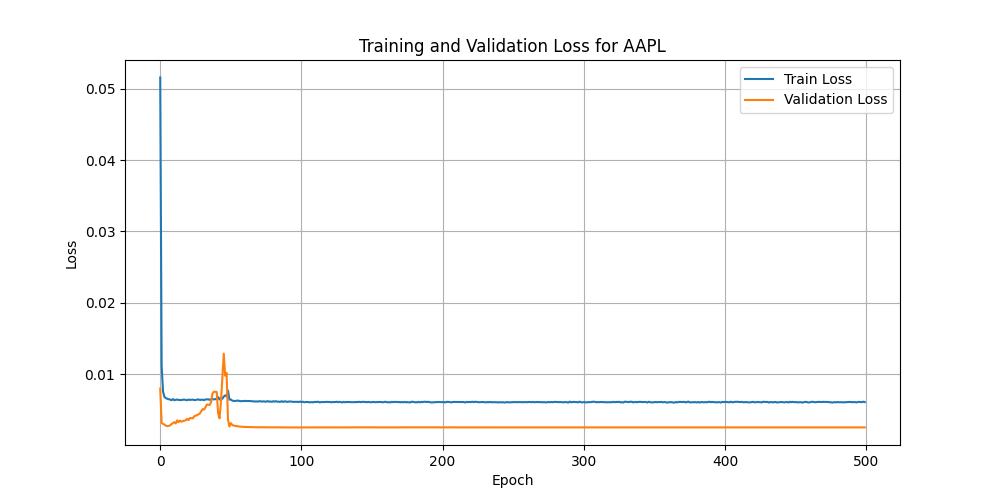 Training and Validation Loss for AAPL
Train Loss
Validation Loss
0.05
0.04
0.03
0.02
0.01
Loss
0 100 200 300 400 500
Epoch